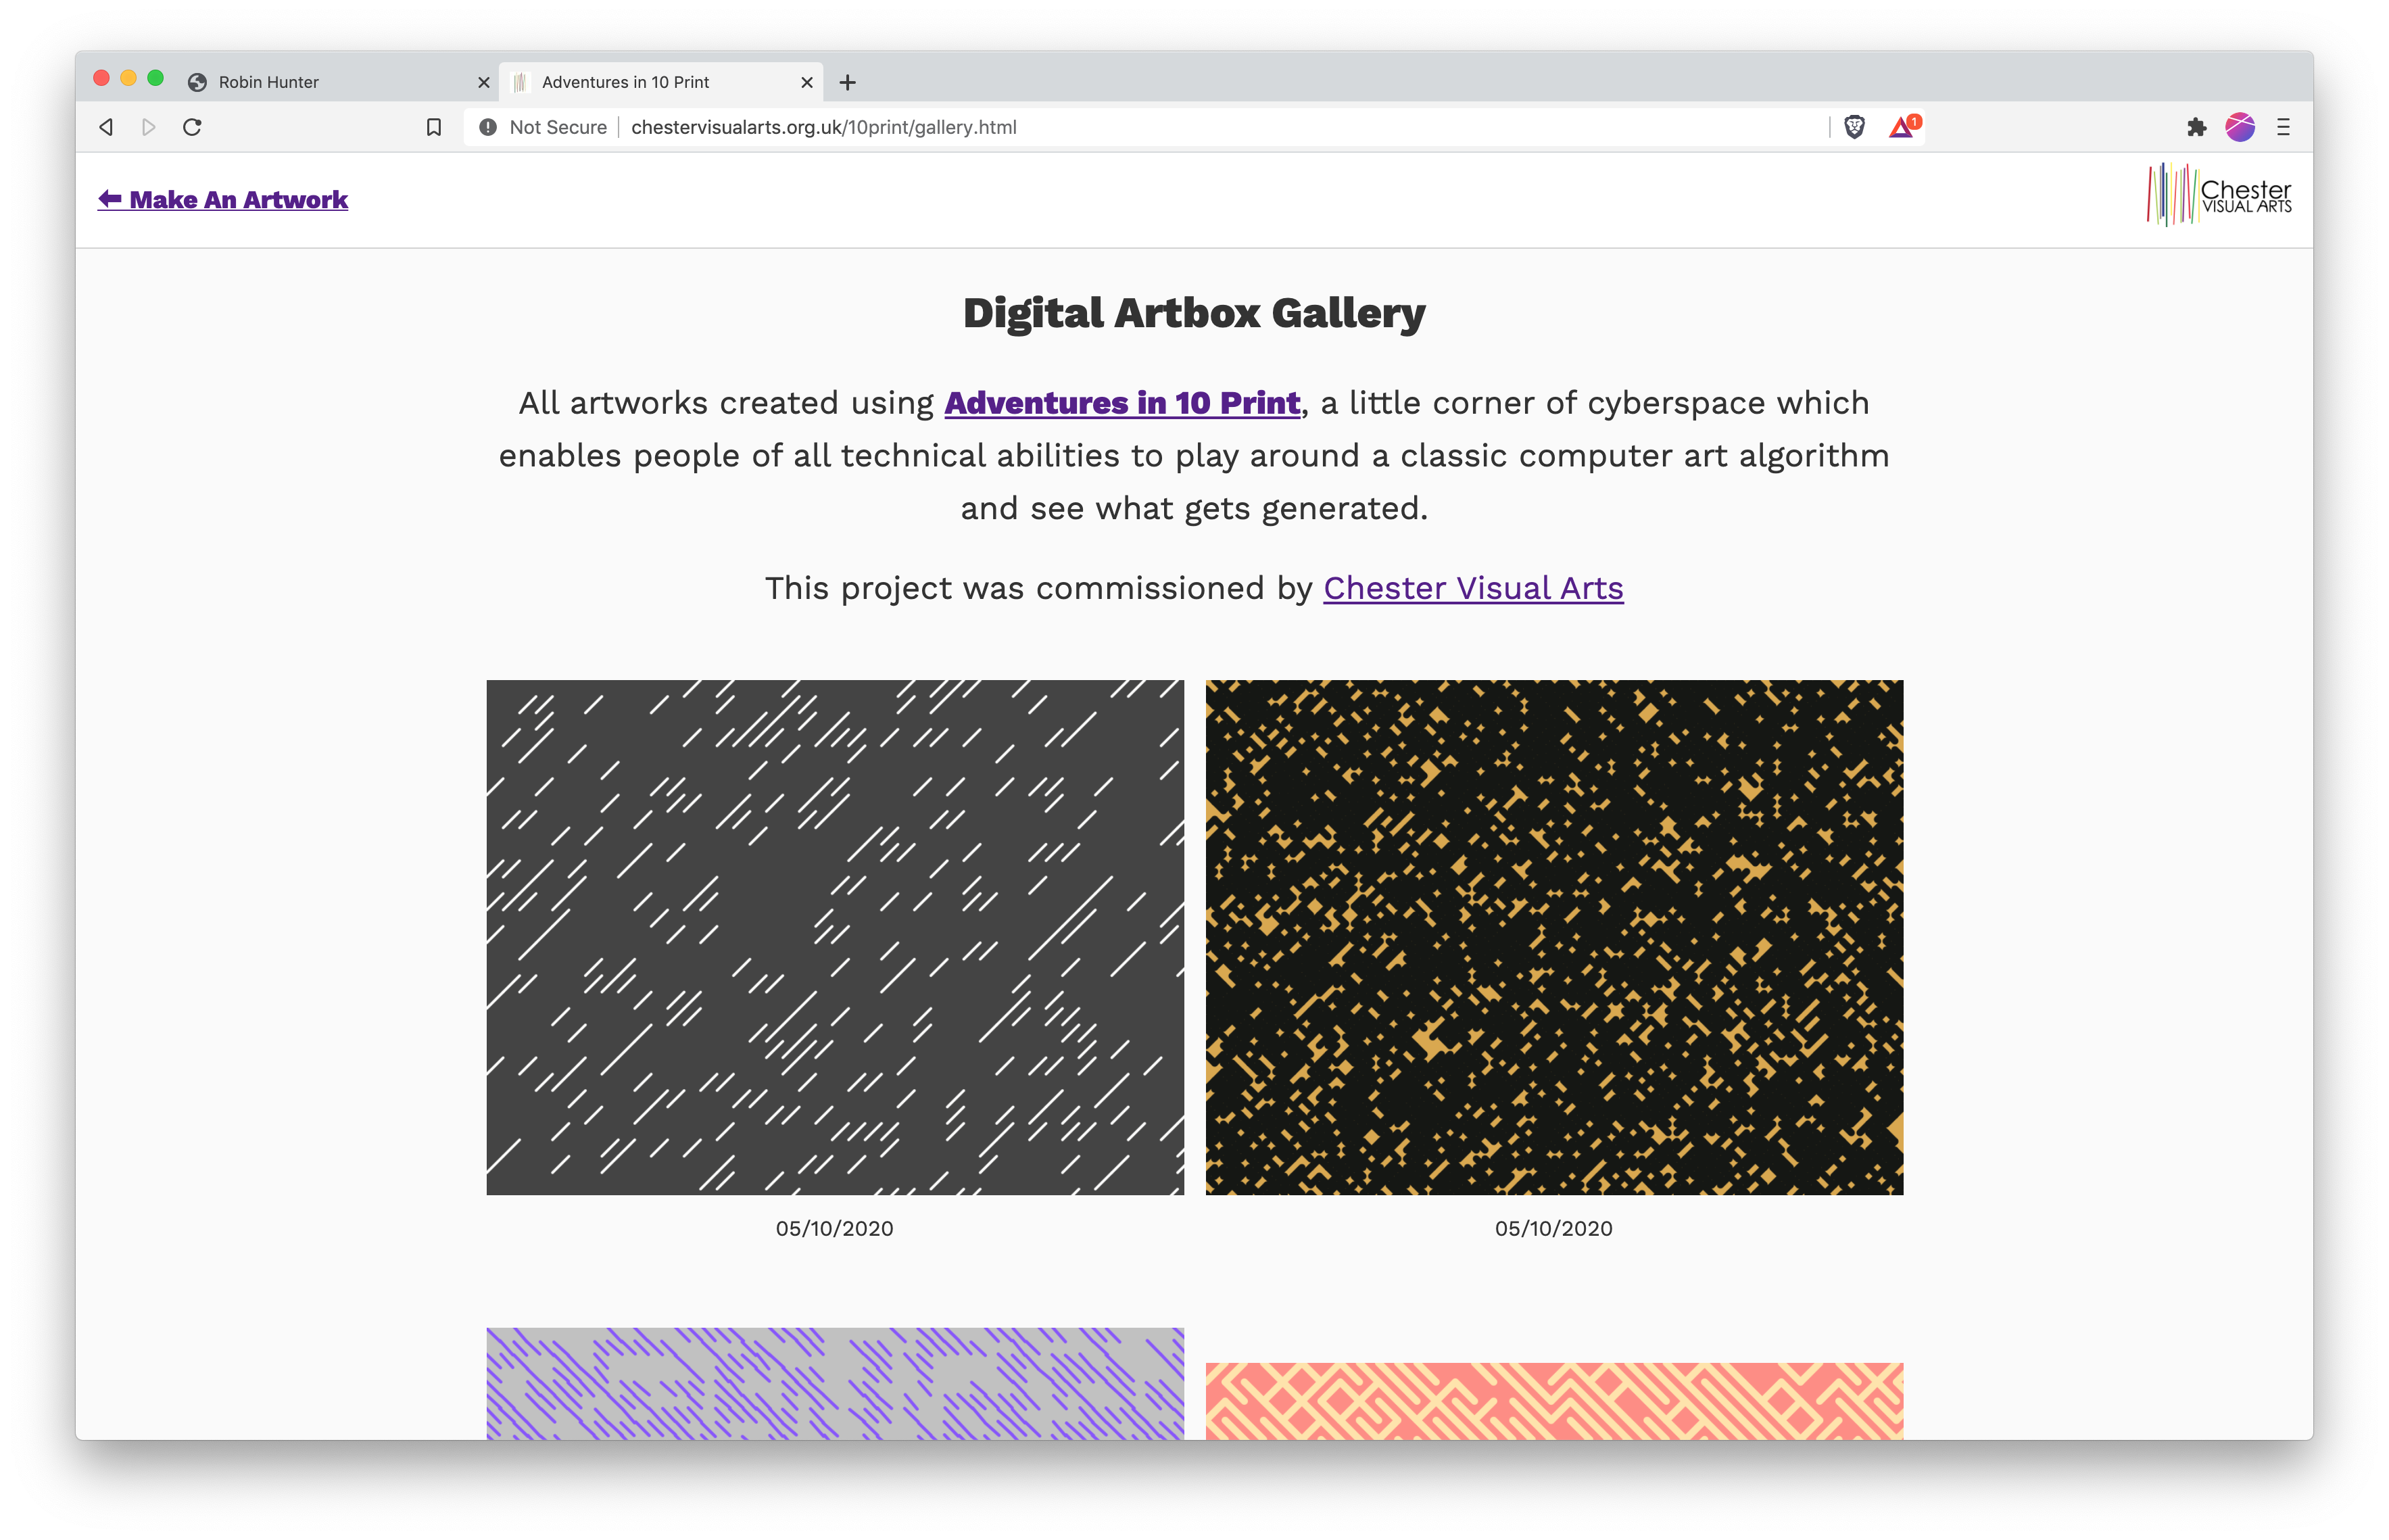 Robin Hunter
Adventures in 10 Print
Not Secure
chestervisualarts.org.uk/10print/gallery.html
1
Make An Artwork
Chester
VISUAL ARTS
Digital Artbox Gallery
All artworks created using Adventures in 10 Print, a little corner of cyberspace which
enables people of all technical abilities to play around a classic computer art algorithm
and see what gets generated.
This project was commissioned by Chester Visual Arts
05/10/2020
05/10/2020